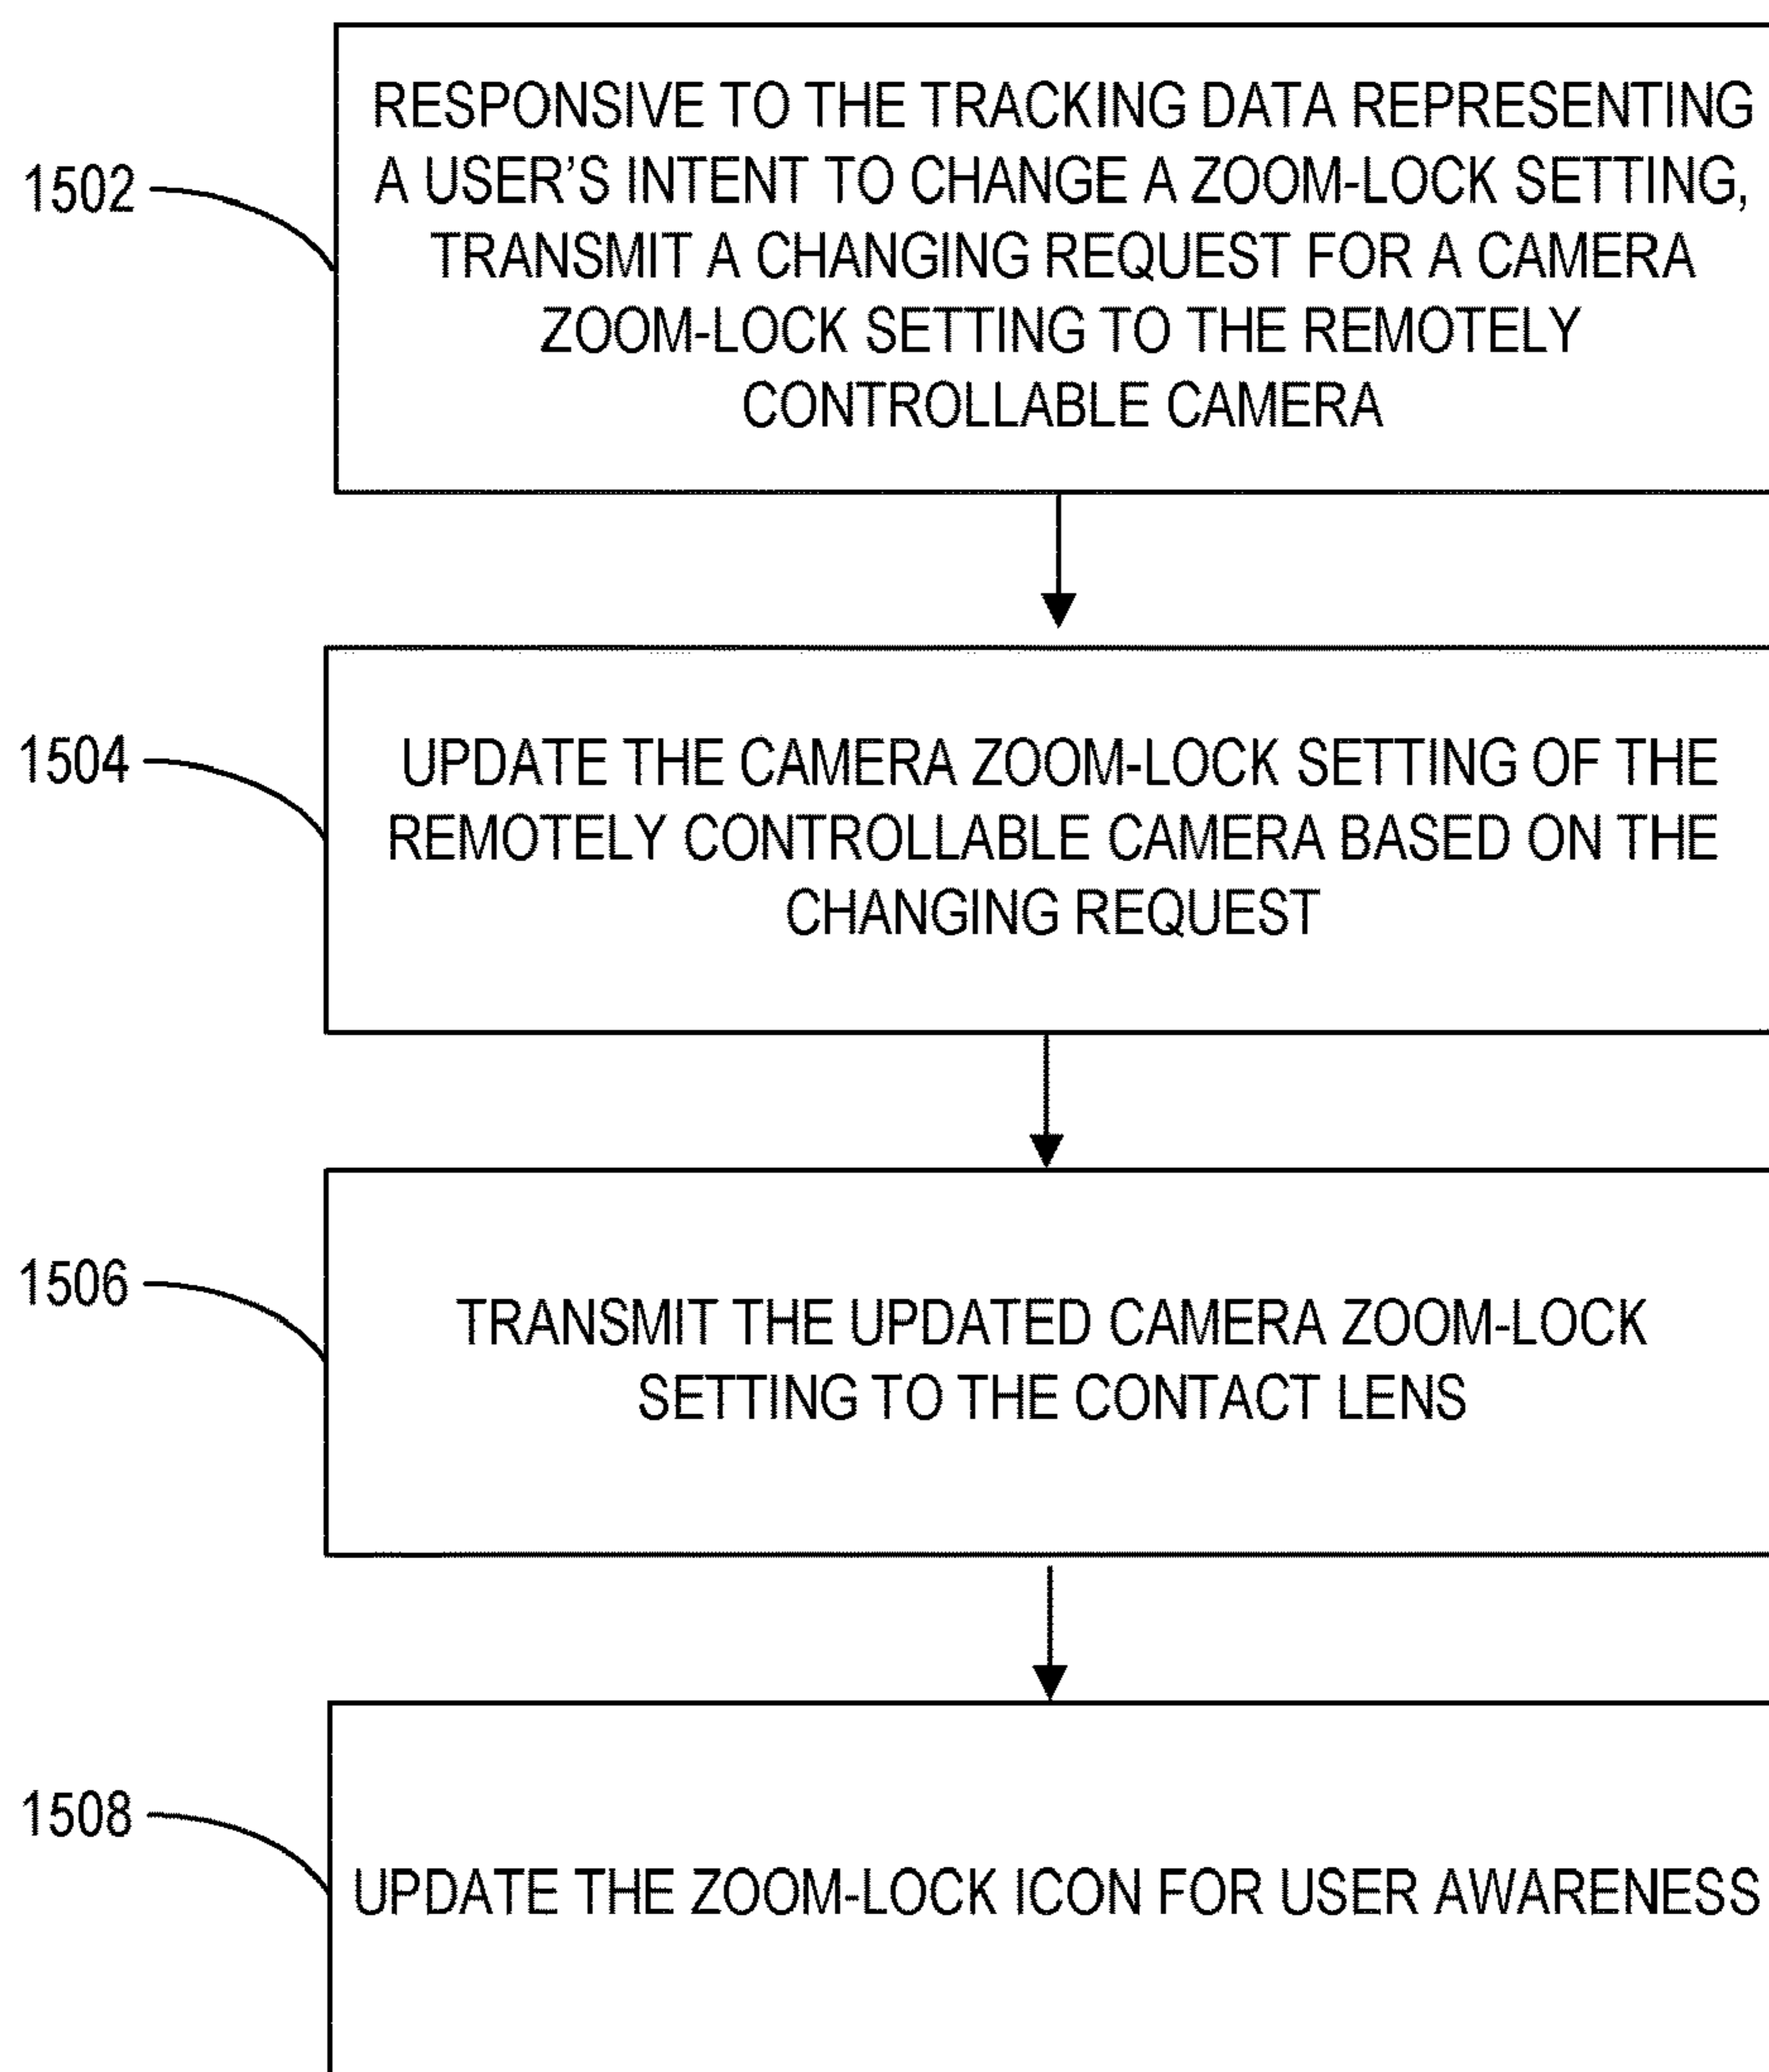 1502
RESPONSIVE TO THE TRACKING DATA REPRESENTING
A USER'S INTENT TO CHANGE A ZOOM-LOCK SETTING,
TRANSMIT A CHANGING REQUEST FOR A CAMERA
ZOOM-LOCK SETTING TO THE REMOTELY
CONTROLLABLE CAMERA
1504
UPDATE THE CAMERA ZOOM-LOCK SETTING OF THE
REMOTELY CONTROLLABLE CAMERA BASED ON THE
CHANGING REQUEST
1506
TRANSMIT THE UPDATED CAMERA ZOOM-LOCK
SETTING TO THE CONTACT LENS
1508
UPDATE THE ZOOM-LOCK ICON FOR USER AWARENESS